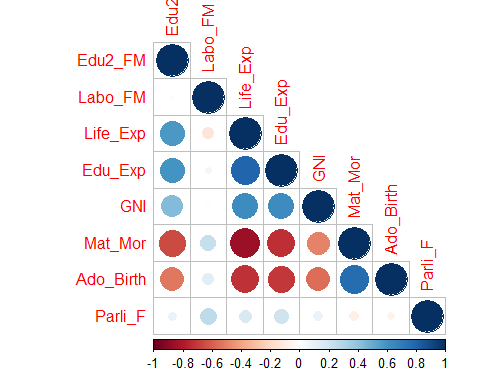 Edu2
Labo_FM
Life_Exp
Edu_Exp
GNI
Mat_Mor
Ado_Birth
Parli_F
Edu2_FM
Labo_FM
Life_Exp
Edu_Exp
GNI
Mat_Mor
Ado_Birth
Parli_F
-1 -0.8 -0.6 -0.4 -0.2 0 0.2 0.4 0.6 0.8 1